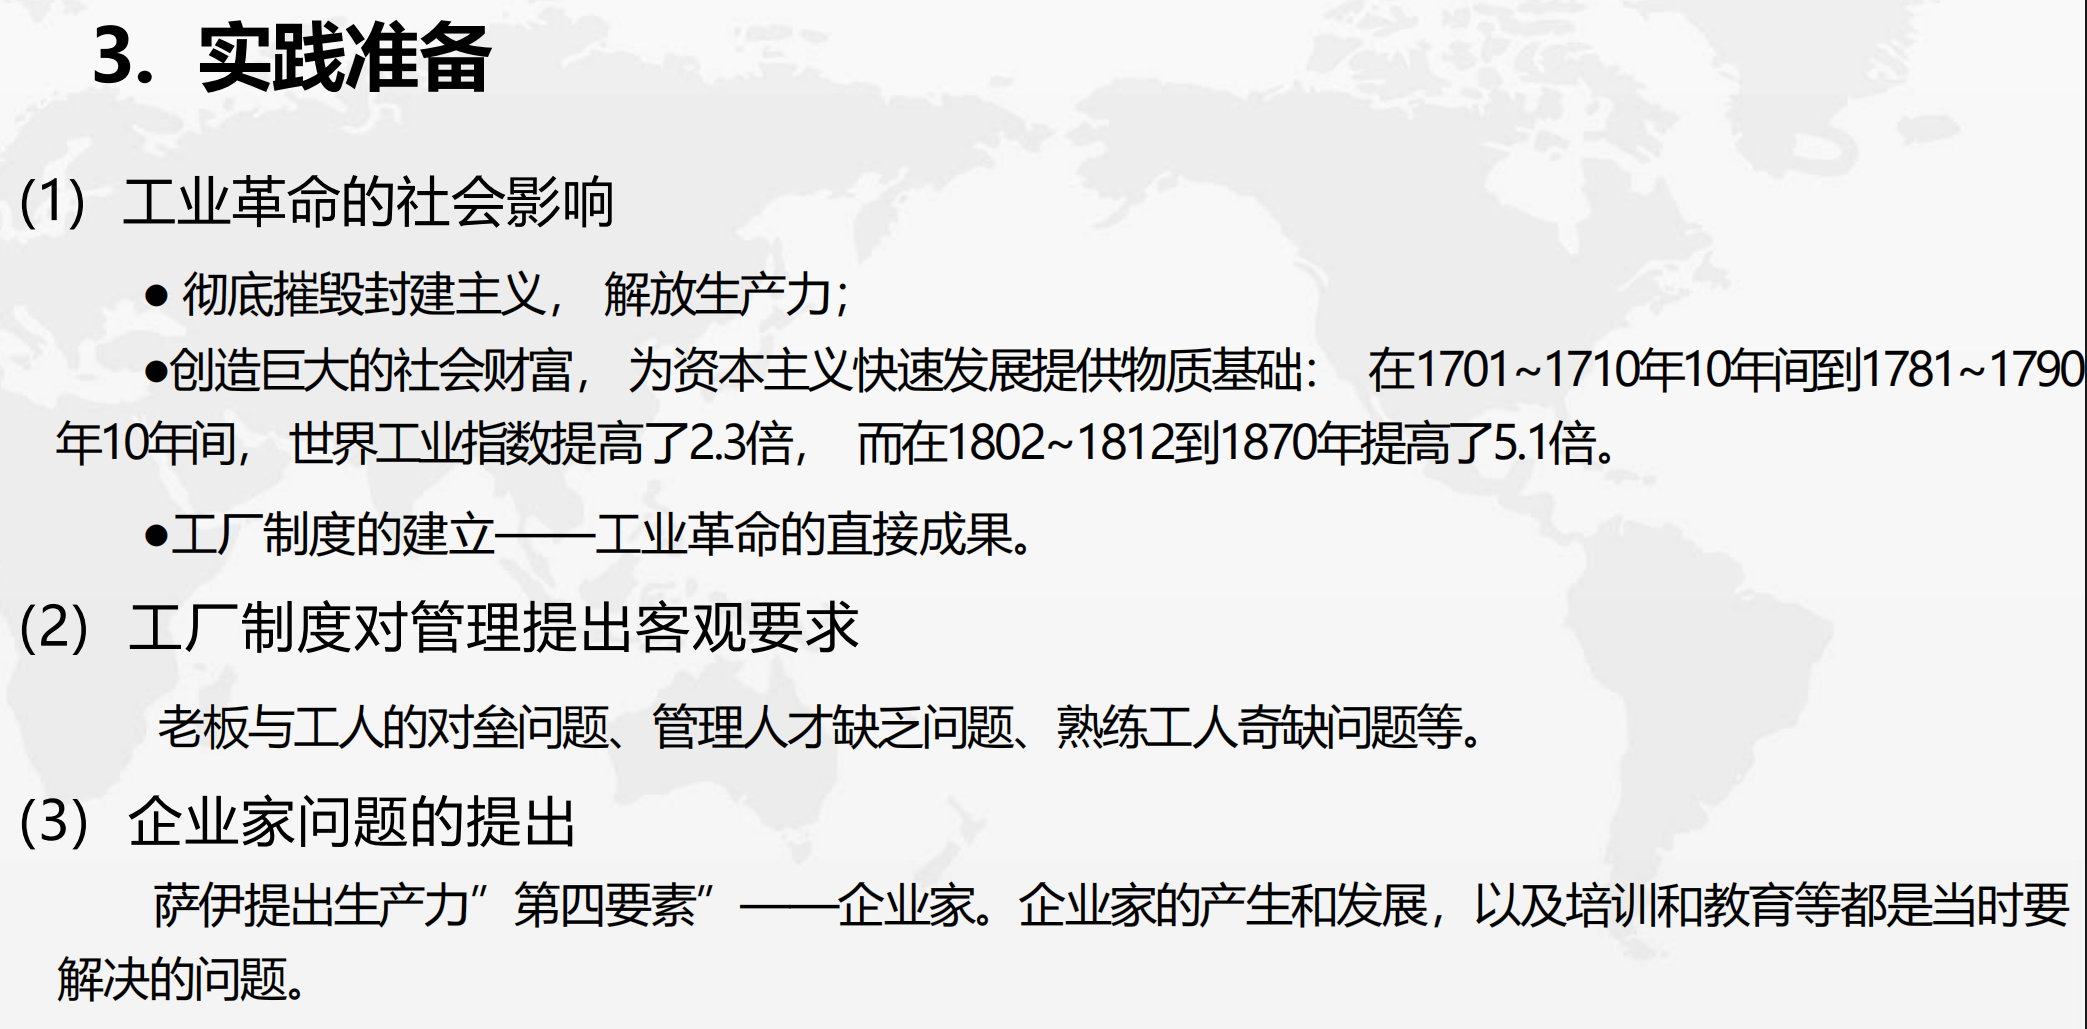 3. 实践准备
(1) 工业革命的社会影响
● 彻底摧毁封建主义， 解放生产力；
●创造巨大的社会财富， 为资本主义快速发展提供物质基础： 在1701~1710年10年间到1781~1790
年10年间， 世界工业指数提高了2.3倍， 而在1802~1812到1870年提高了5.1倍。
●工厂制度的建立——工业革命的直接成果。
(2) 工厂制度对管理提出客观要求
老板与工人的对垒问题、管理人才缺乏问题、熟练工人奇缺问题等。
(3) 企业家问题的提出
萨伊提出生产力”第四要素”——企业家。企业家的产生和发展，以及培训和教育等都是当时要
解决的问题。